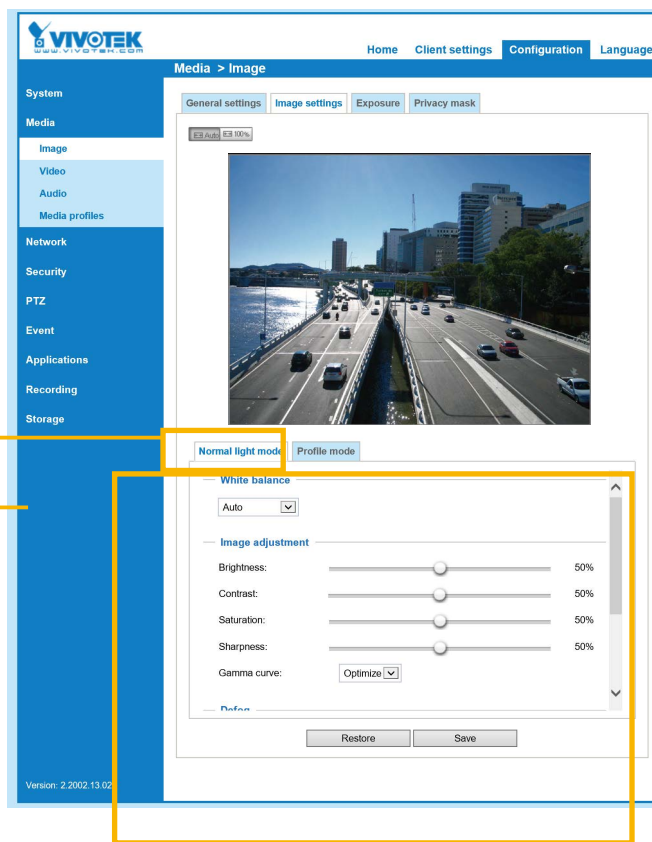 VIVOTEK
WWW.VIVOTEK.COM
Home Client settings Configuration Language
Media > Image
System
Media
Image
Video
Audio
Media profiles
Network
Security
PTZ
Event
Applications
Recording
Storage
Version: 2.2002.13.02
General settings Image settings Exposure Privacy mask
Auto 100%
Normal light mode Profile mode
White balance
Auto
Image adjustment
Brightness: 50%
Contrast: 50%
Saturation: 50%
Sharpness: 50%
Gamma curve: Optimize
Defog
Restore Save